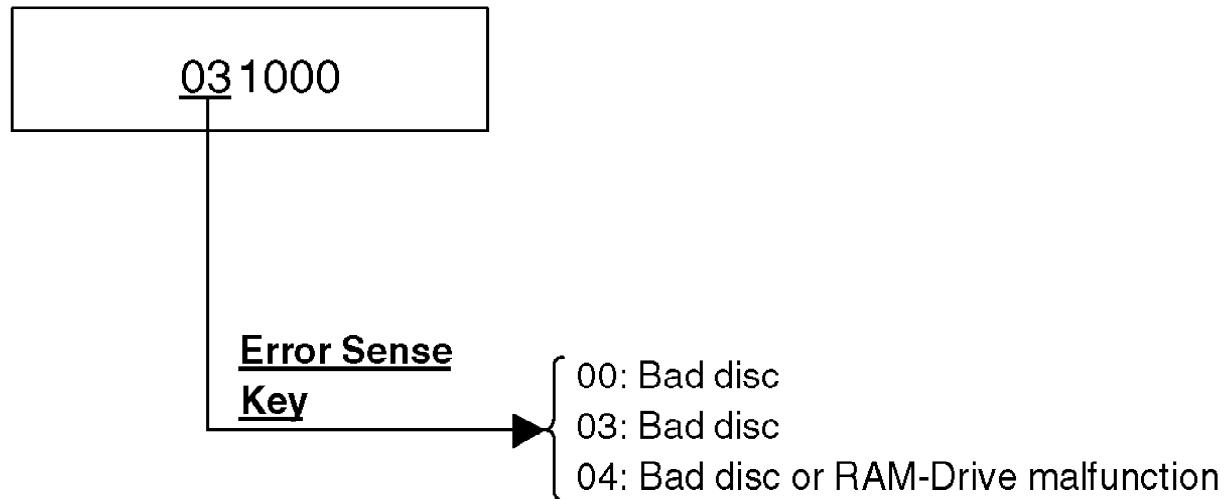 031000
Error Sense
Key
00: Bad disc
03: Bad disc
04: Bad disc or RAM-Drive malfunction